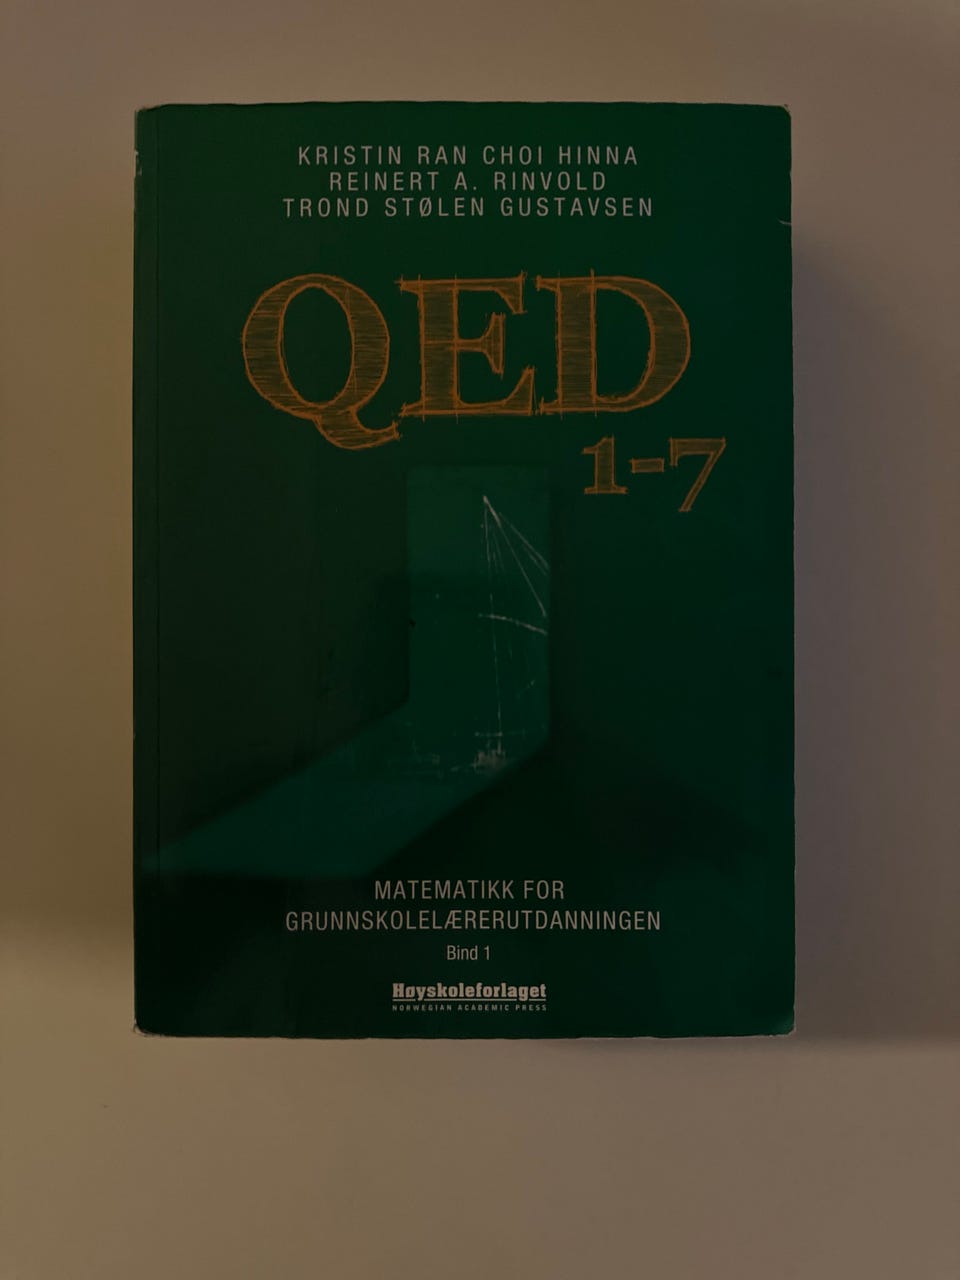 KRISTIN RAN CHOI HINNA
REINERT A. RINVOLD
TROND STØLEN GUSTAVSEN
QED
1-7
MATEMATIKK FOR
GRUNNSKOLELÆRERUTDANNINGEN
Bind 1
Høyskoleforlaget
NORWEGIAN ACADEMIC PRESS